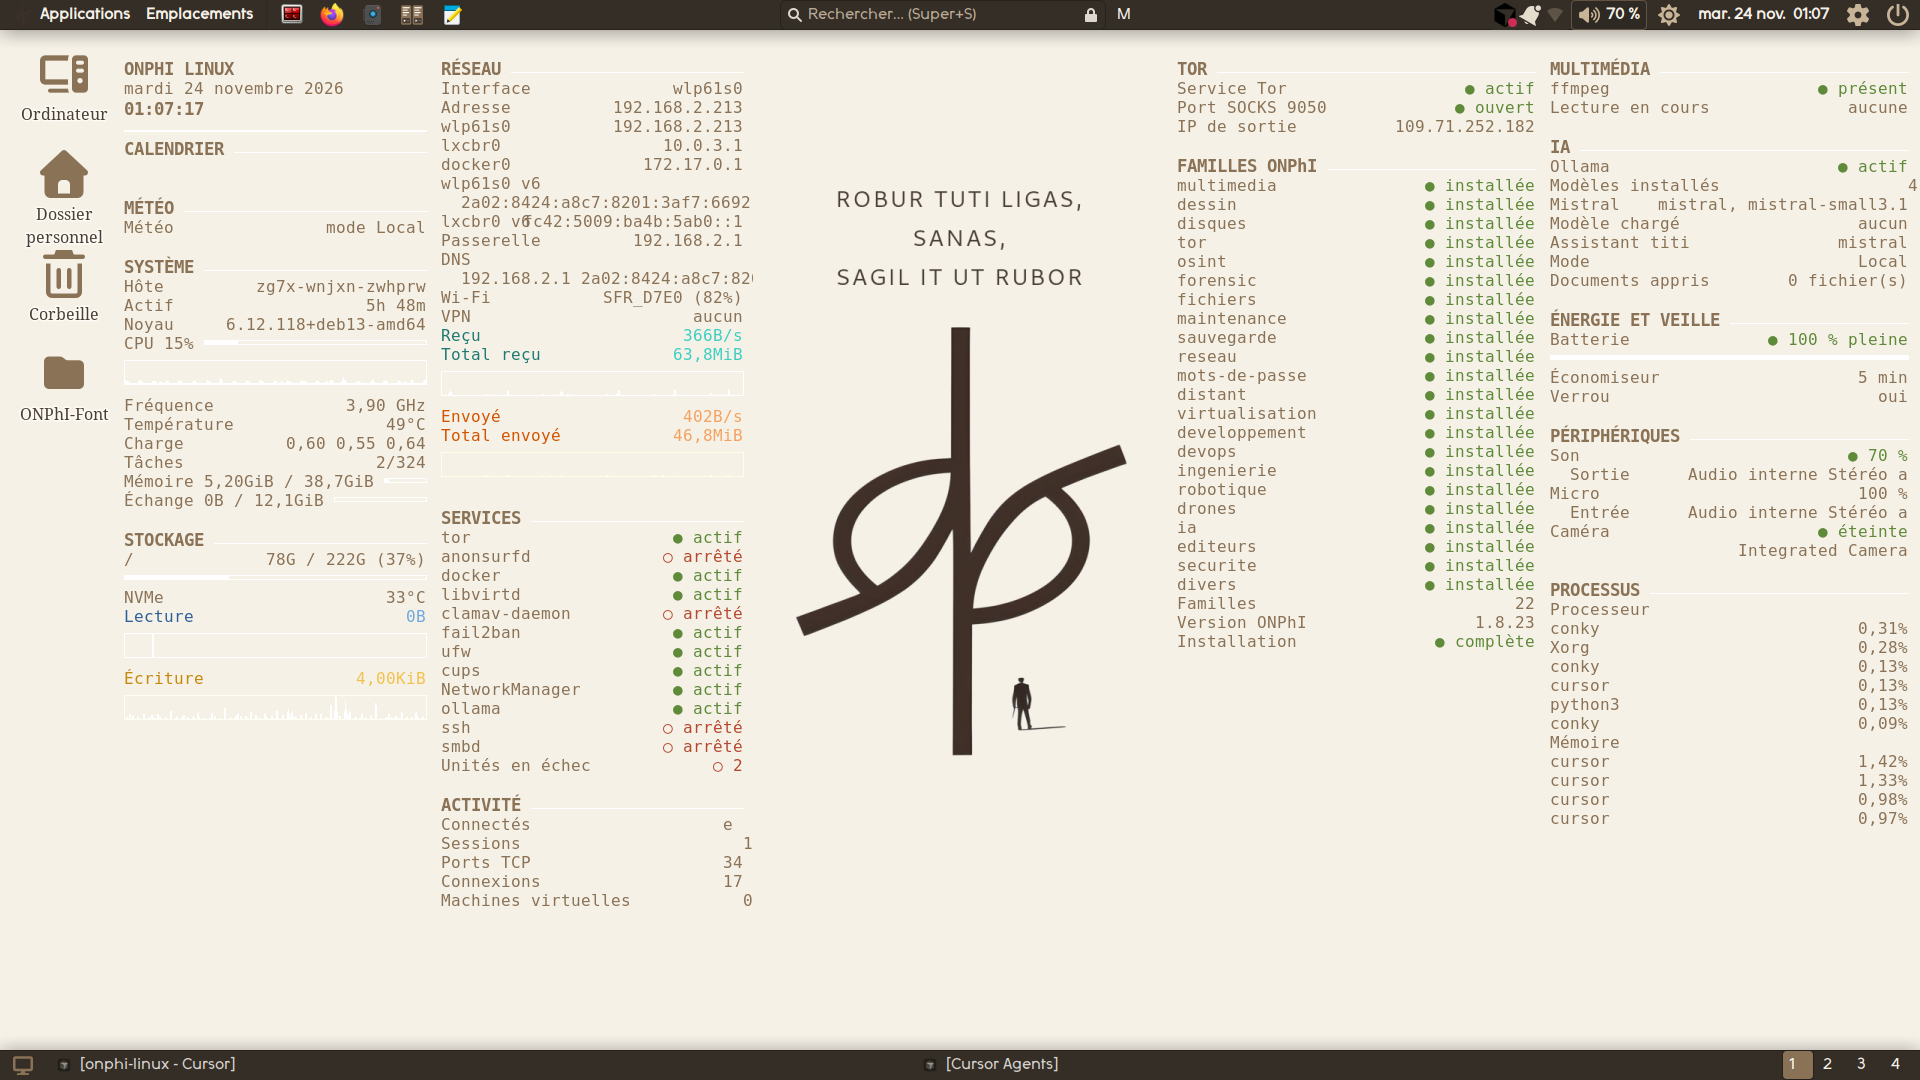 Applications Emplacements
Rechercher... (Super+S)
M
70 %
mar. 24 nov. 01:07
Ordinateur
Dossier
personnel
Corbeille
ONPhI-Font
ONPHI LINUX
mardi 24 novembre 2026
01:07:17
CALENDRIER
MÉTÉO
Météo mode Local
SYSTÈME
Hôte zg7x-wnjxn-zwhprw
Actif 5h 48m
Noyau 6.12.118+deb13-amd64
CPU 15%
Fréquence 3,90 GHz
Température 49°C
Charge 0,60 0,55 0,64
Tâches 2/324
Mémoire 5,20GiB / 38,7GiB
Échange 0B / 12,1GiB
STOCKAGE
/ 78G / 222G (37%)
NVMe 33°C
Lecture 0B
Écriture 4,00KiB
RÉSEAU
Interface wlp61s0
Adresse 192.168.2.213
wlp61s0 192.168.2.213
lxcbr0 10.0.3.1
docker0 172.17.0.1
wlp61s0 v6
2a02:8424:a8c7:8201:3af7:6692
lxcbr0 v6 fc42:5009:ba4b:5ab0::1
Passerelle 192.168.2.1
DNS
192.168.2.1 2a02:8424:a8c7:820
Wi-Fi SFR_D7E0 (82%)
VPN aucun
Reçu 366B/s
Total reçu 63,8MiB
Envoyé 402B/s
Total envoyé 46,8MiB
SERVICES
tor ● actif
anonsurfd ○ arrêté
docker ● actif
libvirtd ● actif
clamav-daemon ○ arrêté
fail2ban ● actif
ufw ● actif
cups ● actif
NetworkManager ● actif
ollama ● actif
ssh ○ arrêté
smbd ○ arrêté
Unités en échec ○ 2
ACTIVITÉ
Connectés e
Sessions 1
Ports TCP 34
Connexions 17
Machines virtuelles 0
ROBUR TUTI LIGAS,
SANAS,
SAGIL IT UT RUBOR
TOR
Service Tor ● actif
Port SOCKS 9050 ● ouvert
IP de sortie 109.71.252.182
FAMILLES ONPhI
multimedia ● installée
dessin ● installée
disques ● installée
tor ● installée
osint ● installée
forensic ● installée
fichiers ● installée
maintenance ● installée
sauvegarde ● installée
reseau ● installée
mots-de-passe ● installée
distant ● installée
virtualisation ● installée
developpement ● installée
devops ● installée
ingenierie ● installée
robotique ● installée
drones ● installée
ia ● installée
editeurs ● installée
securite ● installée
divers ● installée
Familles 22
Version ONPhI 1.8.23
Installation ● complète
MULTIMÉDIA
ffmpeg ● présent
Lecture en cours aucune
IA
Ollama ● actif
Modèles installés 4
Mistral mistral, mistral-small3.1
Modèle chargé aucun
Assistant titi mistral
Mode Local
Documents appris 0 fichier(s)
ÉNERGIE ET VEILLE
Batterie ● 100 % pleine
Économiseur 5 min
Verrou oui
PÉRIPHÉRIQUES
Son ● 70 %
Sortie Audio interne Stéréo a
Micro 100 %
Entrée Audio interne Stéréo a
Caméra ● éteinte
Integrated Camera
PROCESSUS
Processeur
conky 0,31%
Xorg 0,28%
conky 0,13%
cursor 0,13%
python3 0,13%
conky 0,09%
Mémoire
cursor 1,42%
cursor 1,33%
cursor 0,98%
cursor 0,97%
[onphi-linux - Cursor]
[Cursor Agents]
1 2 3 4